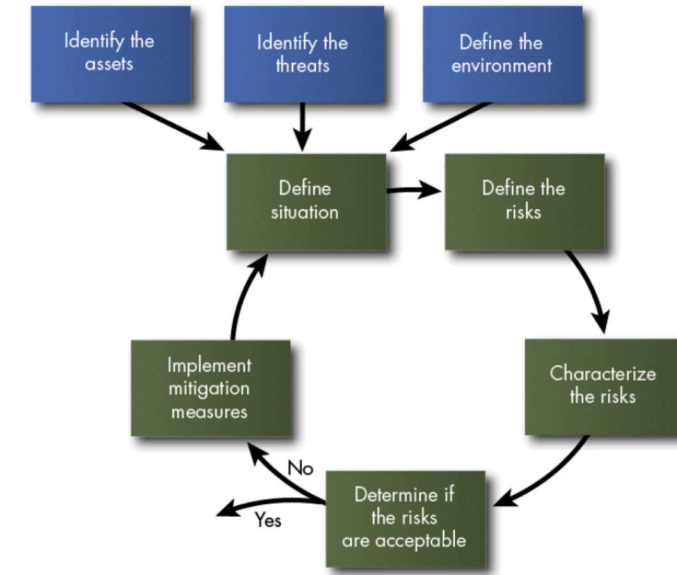 Identify the
assets
Identify the
threats
Define the
environment
Define
situation
Define the
risks
Implement
mitigation
measures
Characterize
the risks
No
Yes
Determine if
the risks
are acceptable